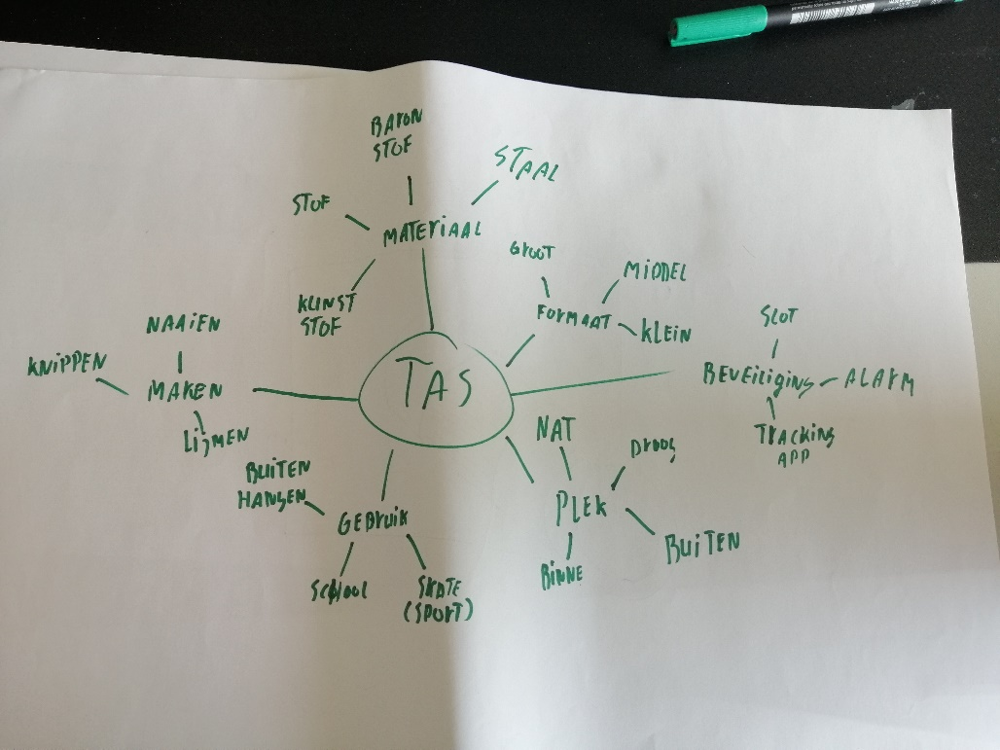 BATON
STOF
STAAL
STOF
MATERIAAL
KUNST
STOF
GROOT
MIDDEL
FORMAAT
KLEIN
SLOT
BEVEILIGING
ALARM
TRACKING
APP
NAAIEN
KNIPPEN
MAKEN
LIJMEN
TAS
NAT
DROOG
PLEK
BUITEN
BINNE
BUITEN
HANGEN
GEBRUIK
SCHOOL
SKATE
(SPORT)